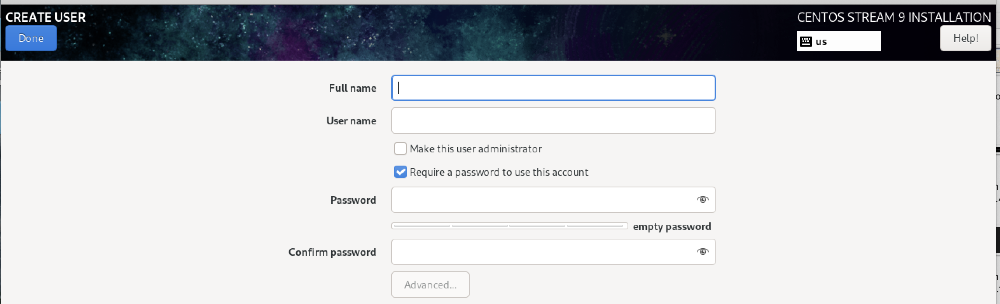 CREATE USER
CENTOS STREAM 9 INSTALLATION
Done
us
Help!
Full name
User name
Make this user administrator
Require a password to use this account
Password
empty password
Confirm password
Advanced...